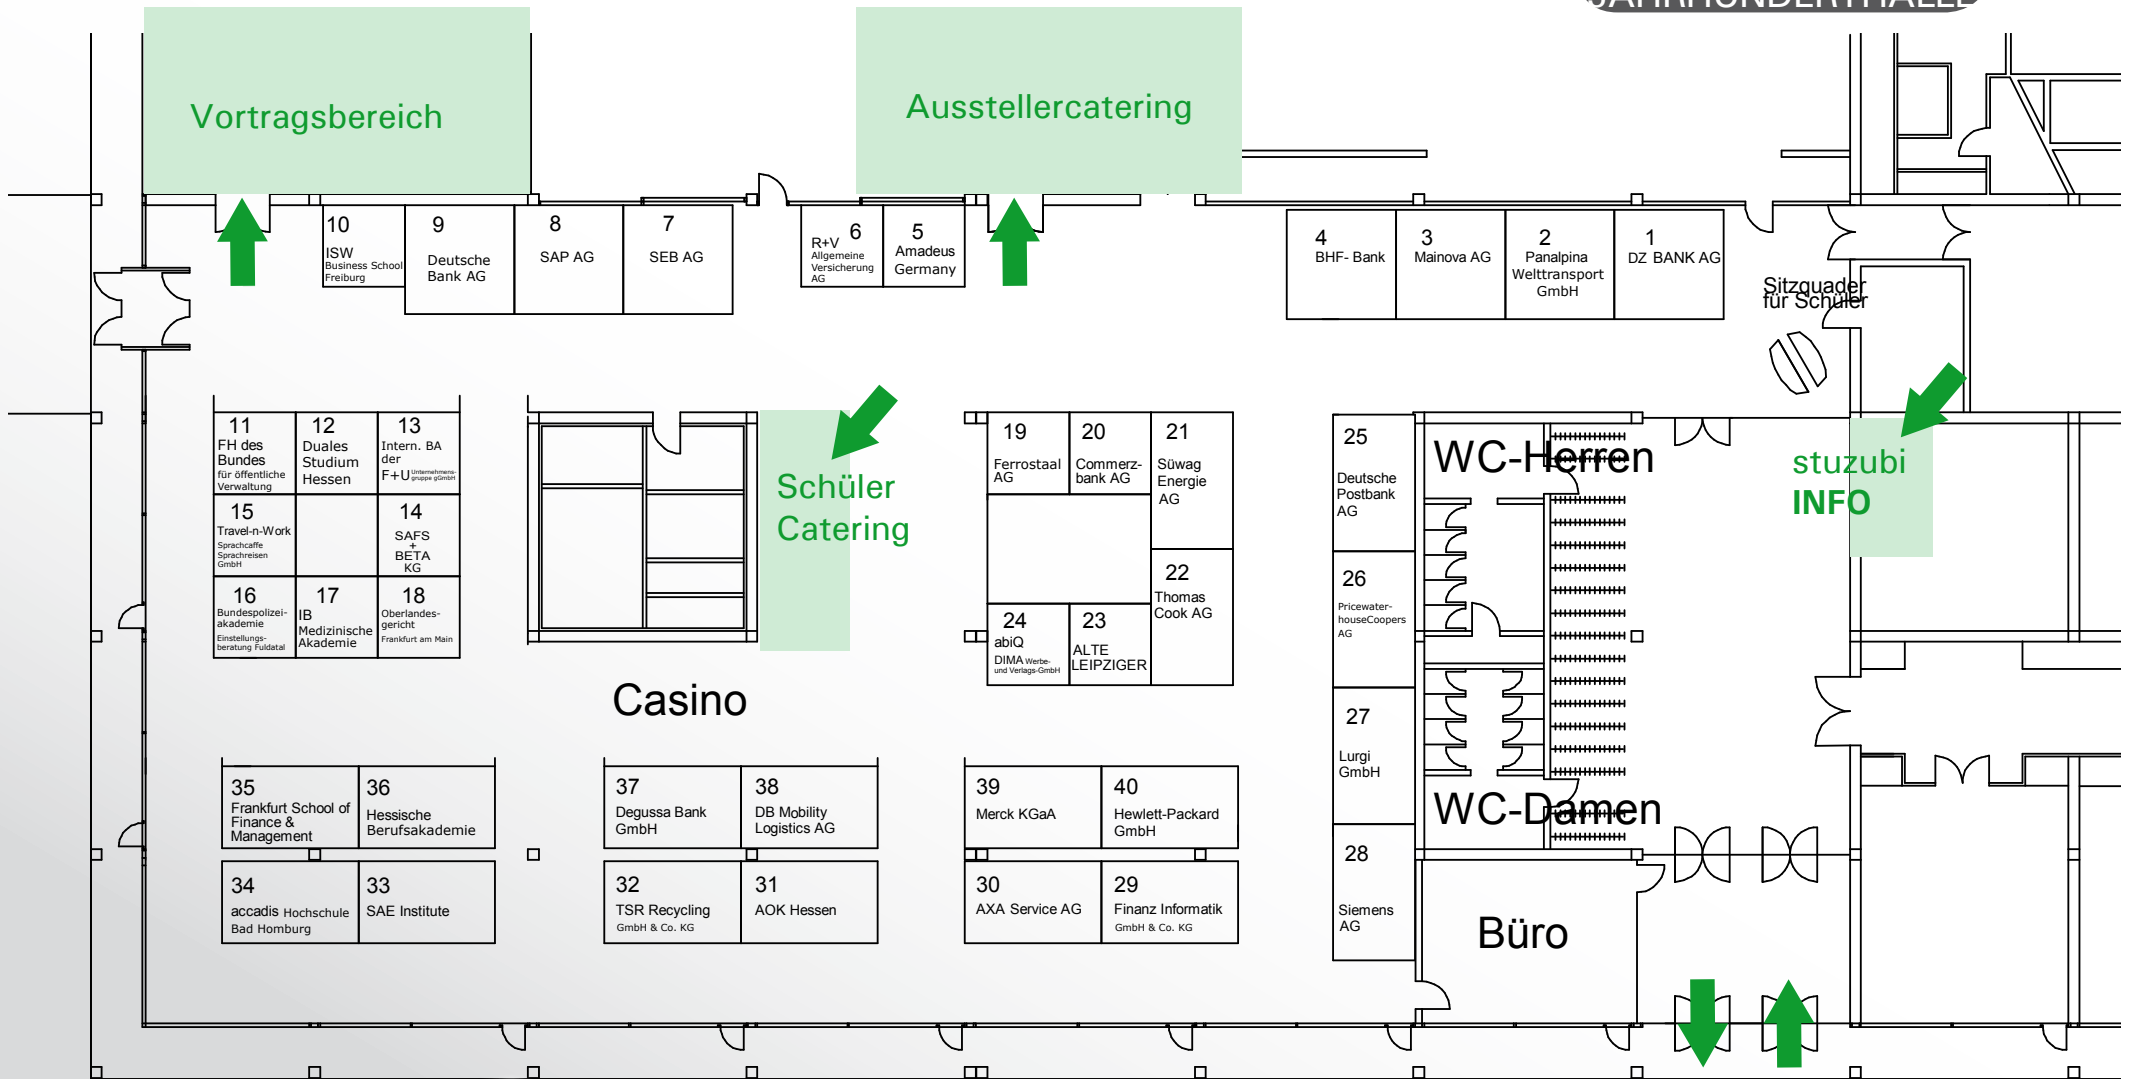 JAHRHUNDERTHALLE
Vortragsbereich
Ausstellercatering
10
ISW
Business School
Freiburg
9
Deutsche
Bank AG
8
SAP AG
7
SEB AG
R+V 6
Allgemeine
Versicherung
AG
5
Amadeus
Germany
4
BHF- Bank
3
Mainova AG
2
Panalpina
Welttransport
GmbH
1
DZ BANK AG
Sitzquader
für Schüler
11
FH des
Bundes
für öffentliche
Verwaltung
12
Duales
Studium
Hessen
13
Intern. BA
der
F+U Unternehmens-
gruppe gGmbH
15
Travel-n-Work
Sprachcaffe
Sprachreisen
GmbH
14
SAFS
+
BETA
KG
16
Bundespolizei-
akademie
Einstellungs-
beratung Fuldatal
17
IB
Medizinische
Akademie
18
Oberlandes-
gericht
Frankfurt am Main
Schüler
Catering
19
Ferrostaal
AG
20
Commerz-
bank AG
21
Süwag
Energie
AG
22
Thomas
Cook AG
24
abiQ
DIMA Werbe-
und Verlags-GmbH
23
ALTE
LEIPZIGER
25
Deutsche
Postbank
AG
26
Pricewater-
houseCoopers
AG
27
Lurgi
GmbH
28
Siemens
AG
WC-Herren
stuzubi
INFO
Casino
WC-Damen
Büro
35
Frankfurt School of
Finance &
Management
36
Hessische
Berufsakademie
37
Degussa Bank
GmbH
38
DB Mobility
Logistics AG
39
Merck KGaA
40
Hewlett-Packard
GmbH
34
accadis Hochschule
Bad Homburg
33
SAE Institute
32
TSR Recycling
GmbH & Co. KG
31
AOK Hessen
30
AXA Service AG
29
Finanz Informatik
GmbH & Co. KG